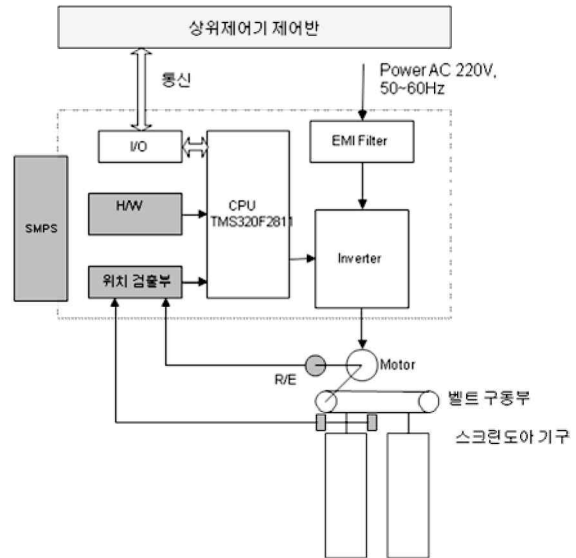 상위제어기 제어반
통신
Power AC 220V,
50~60Hz
I/O
EMI Filter
H/W
CPU
TMS320F2811
SMPS
Inverter
위치 검출부
Motor
R/E
벨트 구동부
스크린도아 기구